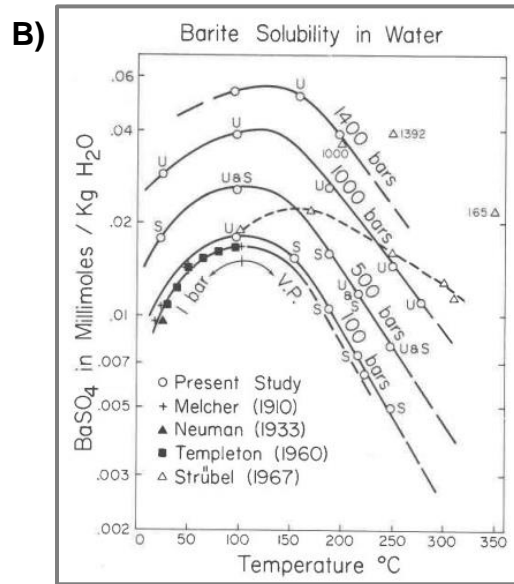 B)
Barite Solubility in Water
BaSO4 in Millimoles / Kg H2O
.06
.04
.02
.01
.007
.005
.003
.002
U
U
1400 bars
1392
1000
U
U
U
1000 bars
U
U
165
U&S
S
S
500 bars
U&S
U&S
S
U
S
100 bars
S
S
S
1 bar
V.P.
Present Study
Melcher (1910)
Neuman (1933)
Templeton (1960)
Strübel (1967)
0
50
100
150
200
250
300
350
Temperature °C